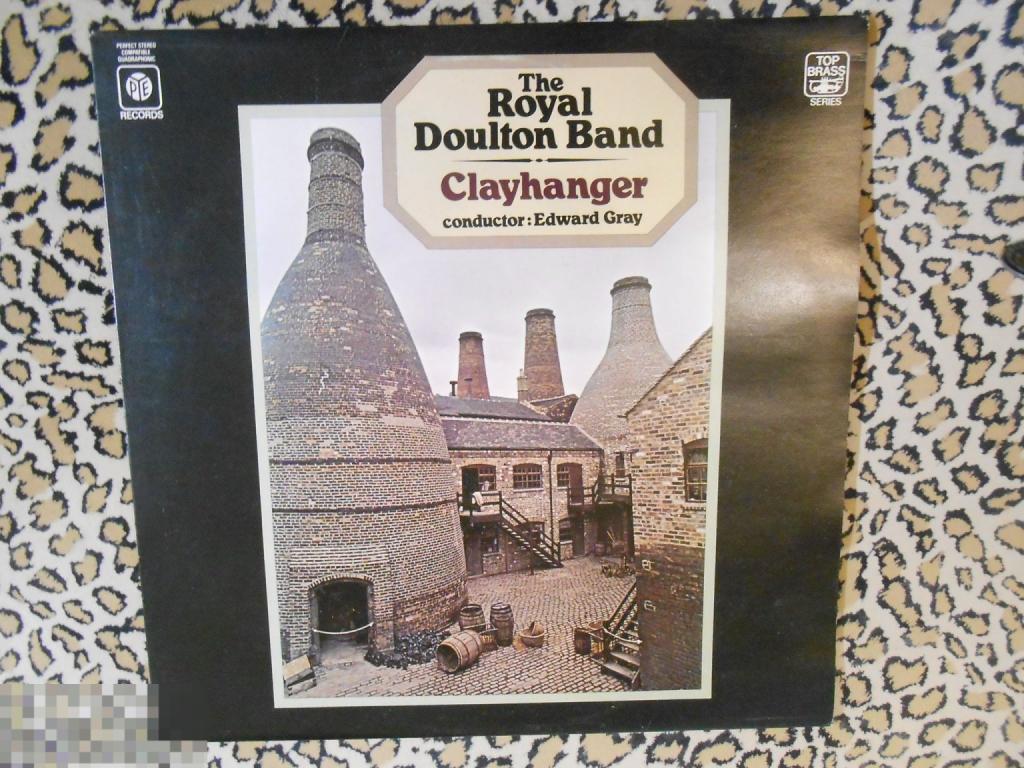 PERFECT STEREO
COMPATIBLE
QUADRAPHONIC
PYE
RECORDS
TOP
BRASS
SERIES
The
Royal
Doulton Band
Clayhanger
conductor: Edward Gray